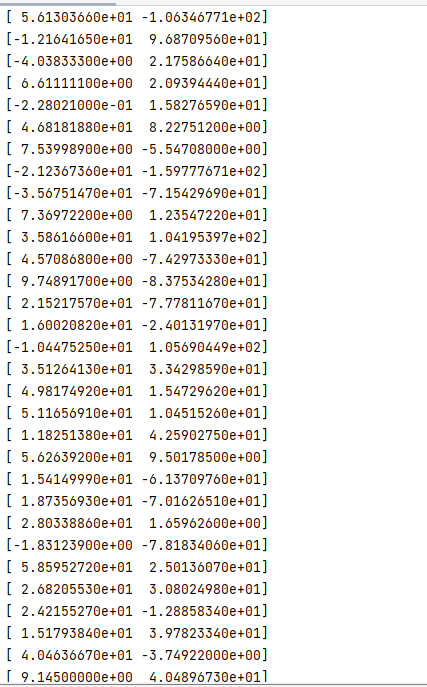 [ 5.61303660e+01 -1.06346771e+02]
[-1.21641650e+01  9.68709560e+01]
[-4.03833300e+00  2.17586640e+01]
[ 6.61111100e+00  2.09394440e+01]
[-2.28021000e-01  1.58276590e+01]
[ 4.68181880e+01  8.22751200e+00]
[ 7.53998900e+00 -5.54708000e+00]
[-2.12367360e+01 -1.59777671e+02]
[-3.56751470e+01 -7.15429690e+01]
[ 7.36972200e+00  1.23547220e+01]
[ 3.58616600e+01  1.04195397e+02]
[ 4.57086800e+00 -7.42973330e+01]
[ 9.74891700e+00 -8.37534280e+01]
[ 2.15217570e+01 -7.77811670e+01]
[ 1.60020820e+01 -2.40131970e+01]
[-1.04475250e+01  1.05690449e+02]
[ 3.51264130e+01  3.34298590e+01]
[ 4.98174920e+01  1.54729620e+01]
[ 5.11656910e+01  1.04515260e+01]
[ 1.18251380e+01  4.25902750e+01]
[ 5.62639200e+01  9.50178500e+00]
[ 1.54149990e+01 -6.13709760e+01]
[ 1.87356930e+01 -7.01626510e+01]
[ 2.80338860e+01  1.65962600e+00]
[-1.83123900e+00 -7.81834060e+01]
[ 5.85952720e+01  2.50136070e+01]
[ 2.68205530e+01  3.08024980e+01]
[ 2.42155270e+01 -1.28858340e+01]
[ 1.51793840e+01  3.97823340e+01]
[ 4.04636670e+01 -3.74922000e+00]
[ 9.14500000e+00  4.04896730e+01]